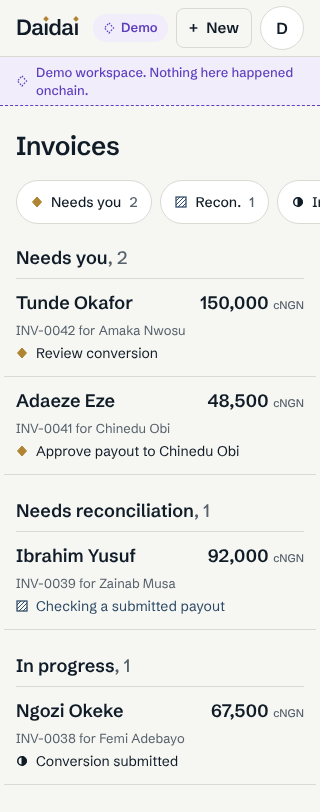 Daidai Demo + New D
Demo workspace. Nothing here happened
onchain.
Invoices
Needs you 2 Recon. 1
Needs you, 2
Tunde Okafor 150,000 cNGN
INV-0042 for Amaka Nwosu
Review conversion
Adaeze Eze 48,500 cNGN
INV-0041 for Chinedu Obi
Approve payout to Chinedu Obi
Needs reconciliation, 1
Ibrahim Yusuf 92,000 cNGN
INV-0039 for Zainab Musa
Checking a submitted payout
In progress, 1
Ngozi Okeke 67,500 cNGN
INV-0038 for Femi Adebayo
Conversion submitted